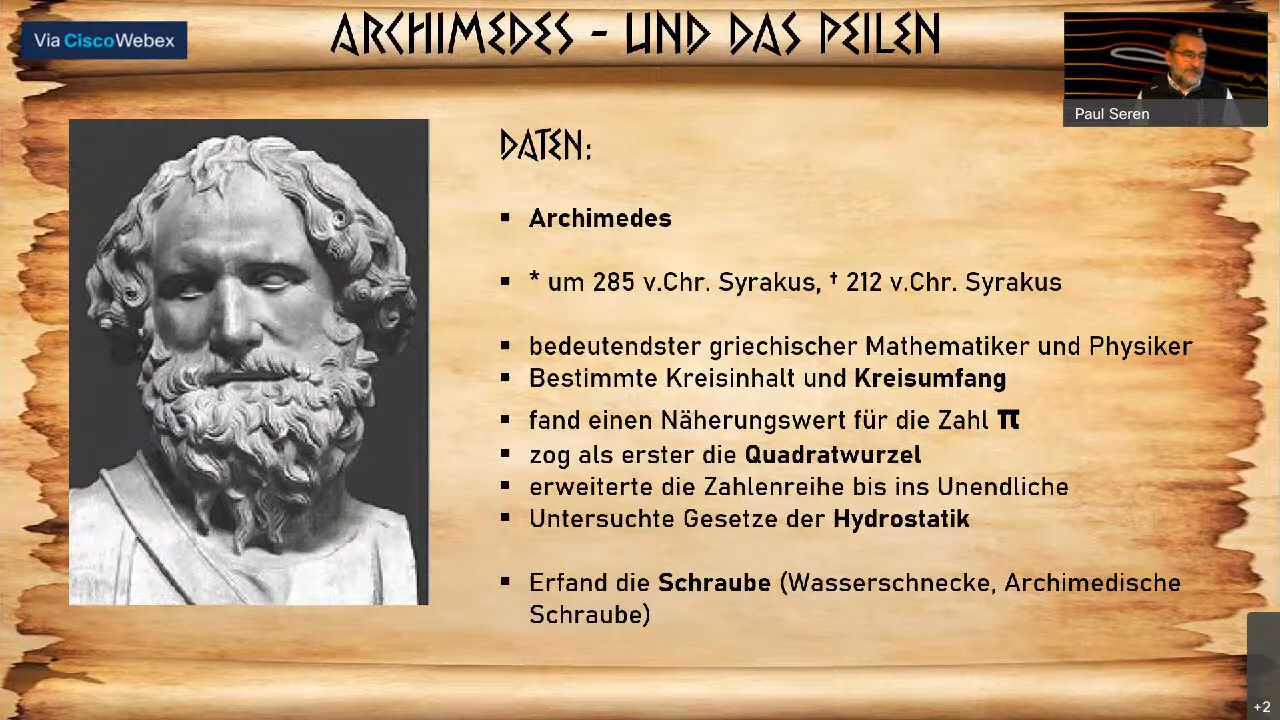 Via CiscoWebex
ARCHIMEDES - UND DAS PEILEN
Paul Seren
DATEN:
▪ Archimedes
▪ * um 285 v.Chr. Syrakus, † 212 v.Chr. Syrakus
▪ bedeutendster griechischer Mathematiker und Physiker
▪ Bestimmte Kreisinhalt und Kreisumfang
▪ fand einen Näherungswert für die Zahl π
▪ zog als erster die Quadratwurzel
▪ erweiterte die Zahlenreihe bis ins Unendliche
▪ Untersuchte Gesetze der Hydrostatik
▪ Erfand die Schraube (Wasserschnecke, Archimedische
Schraube)
+2